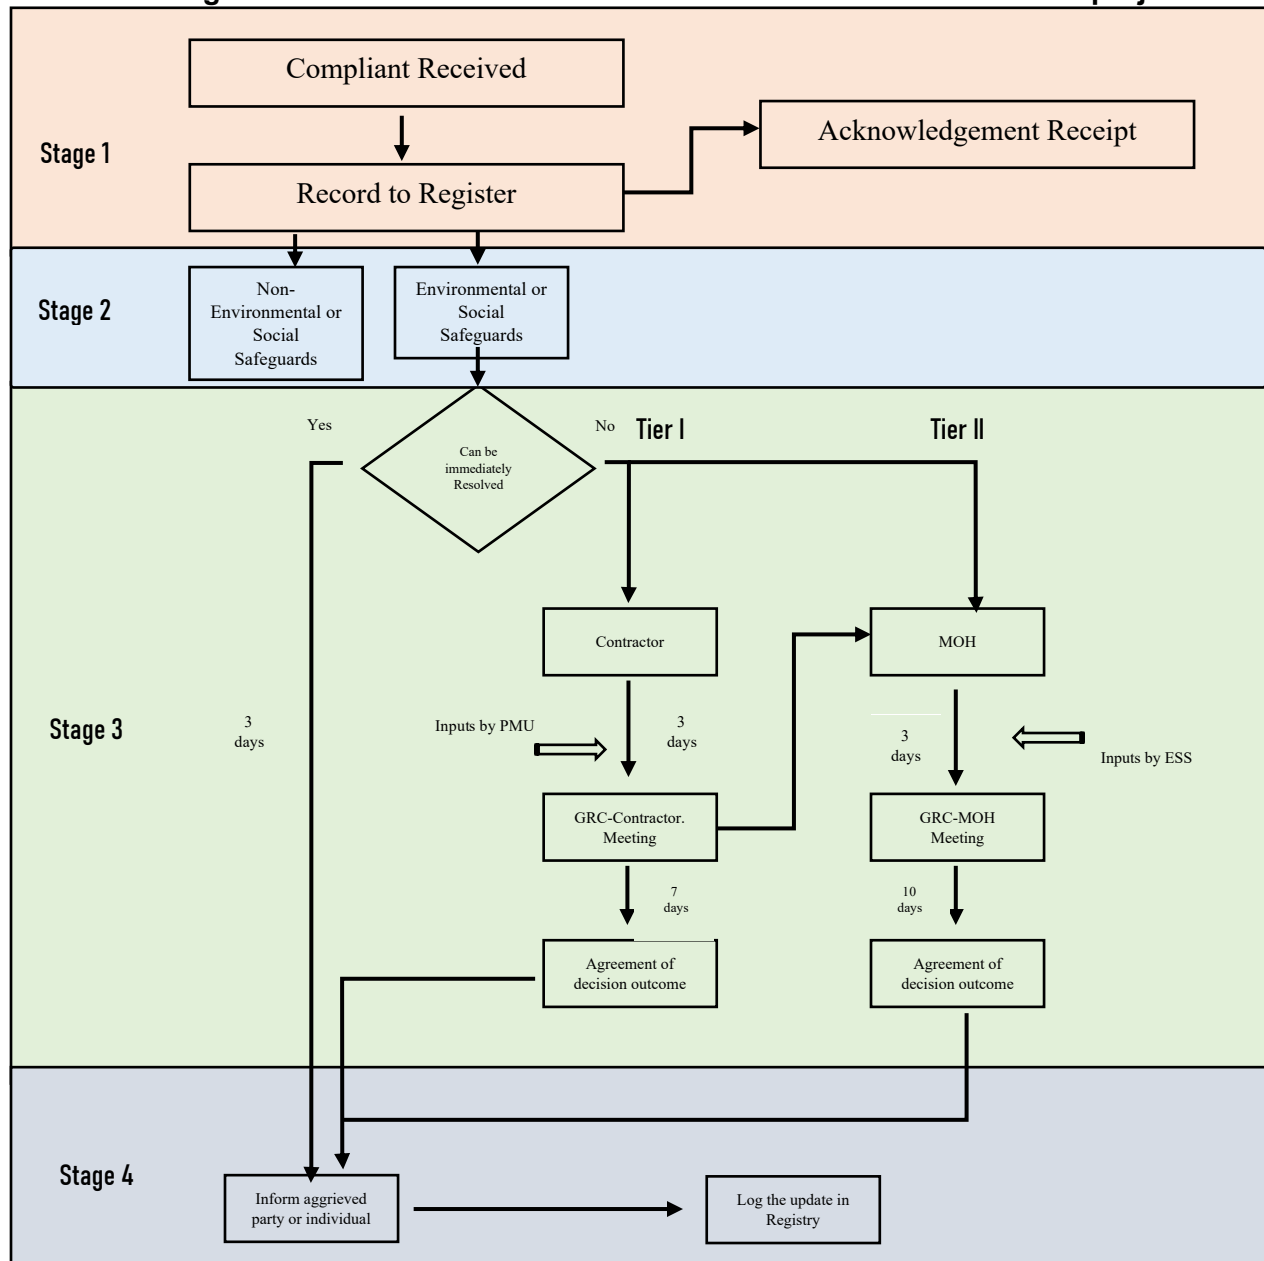 Compliant Received
Acknowledgement Receipt
Stage 1
Record to Register
Stage 2
Non-
Environmental or
Social
Safeguards
Environmental or
Social
Safeguards
Yes
No
Tier I
Tier II
Can be
immediately
Resolved
Contractor
MOH
Stage 3
3
days
Inputs by PMU
3
days
3
days
Inputs by ESS
GRC-Contractor.
Meeting
GRC-MOH
Meeting
7
days
10
days
Agreement of
decision outcome
Agreement of
decision outcome
Stage 4
Inform aggrieved
party or individual
Log the update in
Registry